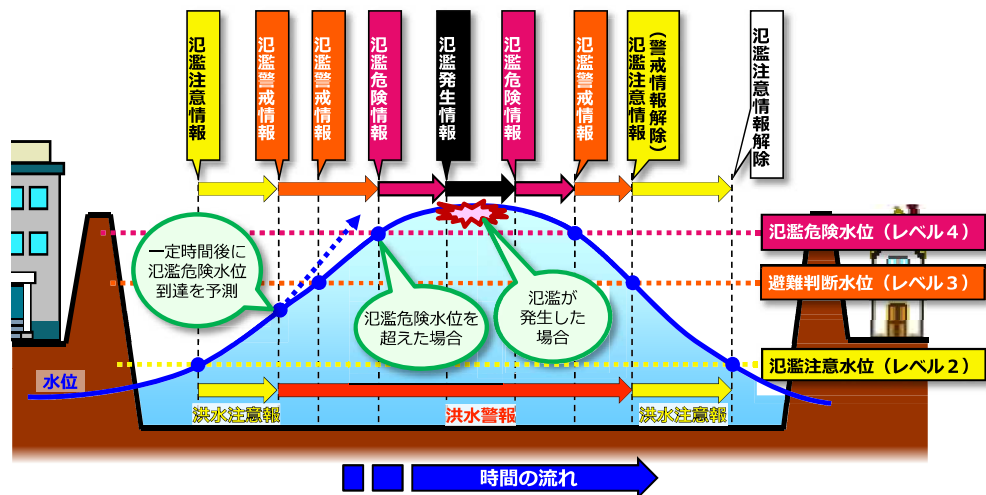 氾濫注意情報
氾濫警戒情報
氾濫警戒情報
氾濫危険情報
氾濫発生情報
氾濫危険情報
氾濫警戒情報
(警戒情報解除)
氾濫注意情報
氾濫注意情報解除
一定時間後に
氾濫危険水位
到達を予測
氾濫危険水位を
超えた場合
氾濫が
発生した
場合
氾濫危険水位(レベル4)
避難判断水位(レベル3)
氾濫注意水位(レベル2)
水位
洪水注意報
洪水警報
洪水注意報
時間の流れ